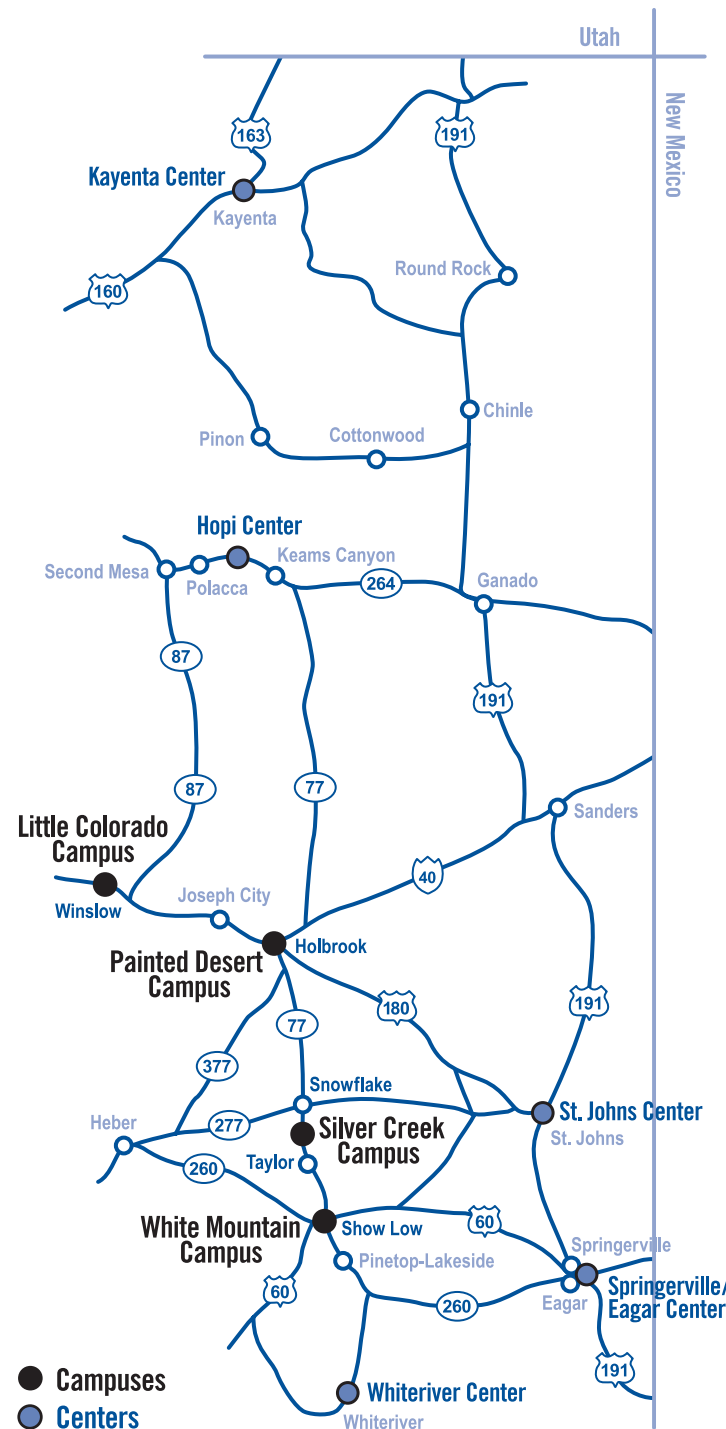 Utah
New Mexico
163
191
Kayenta Center
Kayenta
Round Rock
160
Chinle
Pinon
Cottonwood
Hopi Center
Keams Canyon
Second Mesa
Polacca
264
Ganado
87
191
87
77
Sanders
Little Colorado
Campus
40
Winslow
Joseph City
Holbrook
Painted Desert
Campus
180
191
77
377
Snowflake
Heber
277
Silver Creek
Campus
St. Johns Center
St. Johns
Taylor
260
White Mountain
Campus
Show Low
60
Springerville
Pinetop-Lakeside
60
Eagar
Springerville/
Eagar Center
260
191
Campuses
Whiteriver Center
Centers
Whiteriver